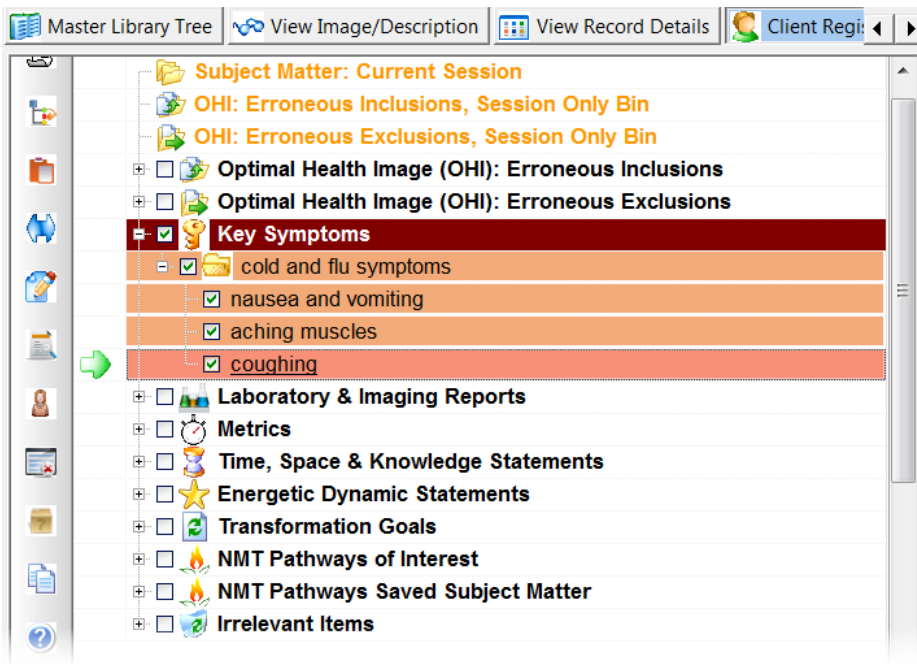 Master Library Tree View Image/Description View Record Details Client Regis
Subject Matter: Current Session
OHI: Erroneous Inclusions, Session Only Bin
OHI: Erroneous Exclusions, Session Only Bin
Optimal Health Image (OHI): Erroneous Inclusions
Optimal Health Image (OHI): Erroneous Exclusions
Key Symptoms
cold and flu symptoms
nausea and vomiting
aching muscles
coughing
Laboratory & Imaging Reports
Metrics
Time, Space & Knowledge Statements
Energetic Dynamic Statements
Transformation Goals
NMT Pathways of Interest
NMT Pathways Saved Subject Matter
Irrelevant Items